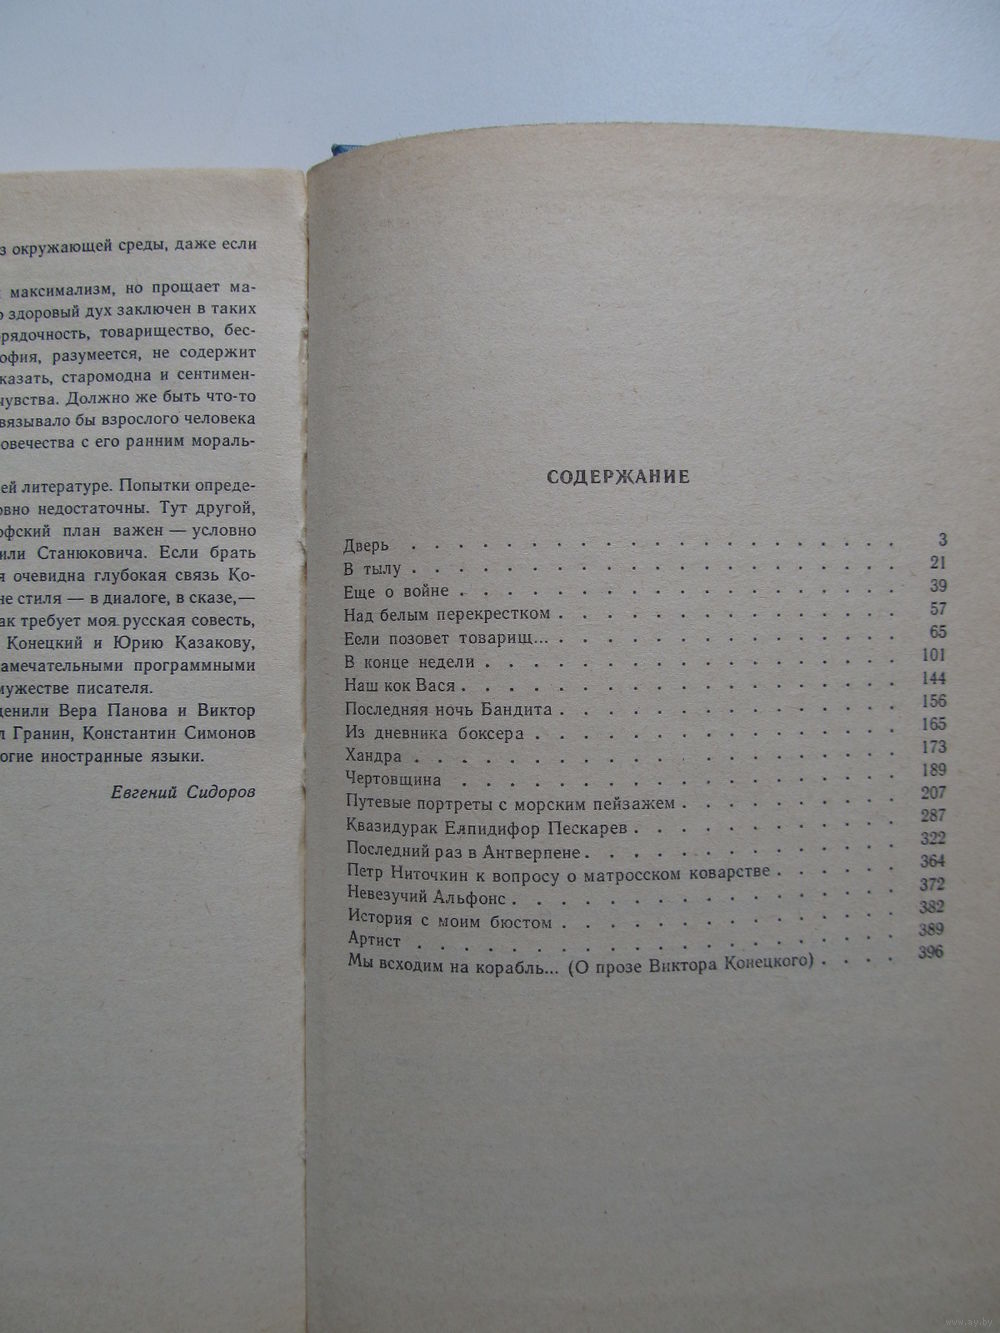 з окружающей среды, даже если
максимализм, но прощает ма-
о здоровый дух заключен в таких
рядочность, товарищество, бес-
офия, разумеется, не содержит
казать, старомодна и сентимен-
чувства. Должно же быть что-то
связывало бы взрослого человека
овечества с его ранним мораль-
ей литературе. Попытки опреде-
овно недостаточны. Тут другой,
офский план важен — условно
или Станюковича. Если брать
я очевидна глубокая связь Ко-
не стиля — в диалоге, в сказе,—
ак требует моя русская совесть,
Конецкий и Юрию Казакову,
замечательными программными
мужестве писателя.
ценили Вера Панова и Виктор
л Гранин, Константин Симонов
ногие иностранные языки.
Евгений Сидоров
СОДЕРЖАНИЕ
Дверь . . . . . . . . . . . . . . . . . . . . . 3
В тылу . . . . . . . . . . . . . . . . . . . . . 21
Еще о войне . . . . . . . . . . . . . . . . . . . 39
Над белым перекрестком . . . . . . . . . . . . . . . 57
Еели позовет товарищ... . . . . . . . . . . . . . . . 65
В конце недели . . . . . . . . . . . . . . . . . . 101
Наш кок Вася . . . . . . . . . . . . . . . . . . . 144
Последняя ночь Бандита . . . . . . . . . . . . . . . 156
Из дневника боксера . . . . . . . . . . . . . . . . 165
Хандра . . . . . . . . . . . . . . . . . . . . . 173
Чертовщина . . . . . . . . . . . . . . . . . . . 189
Путевые портреты с морским пейзажем . . . . . . . . . . 207
Квазидурак Елпидифор Пескарев . . . . . . . . . . . . 287
Последний раз в Антверпене . . . . . . . . . . . . . . 322
Петр Ниточкин к вопросу о матросском коварстве . . . . . . 364
Невезучий Альфонс . . . . . . . . . . . . . . . . . 372
История с моим бюстом . . . . . . . . . . . . . . . 382
Артист . . . . . . . . . . . . . . . . . . . . . 389
Мы всходим на корабль... (О прозе Виктора Конецкого) . . . . 396
www.ay.by